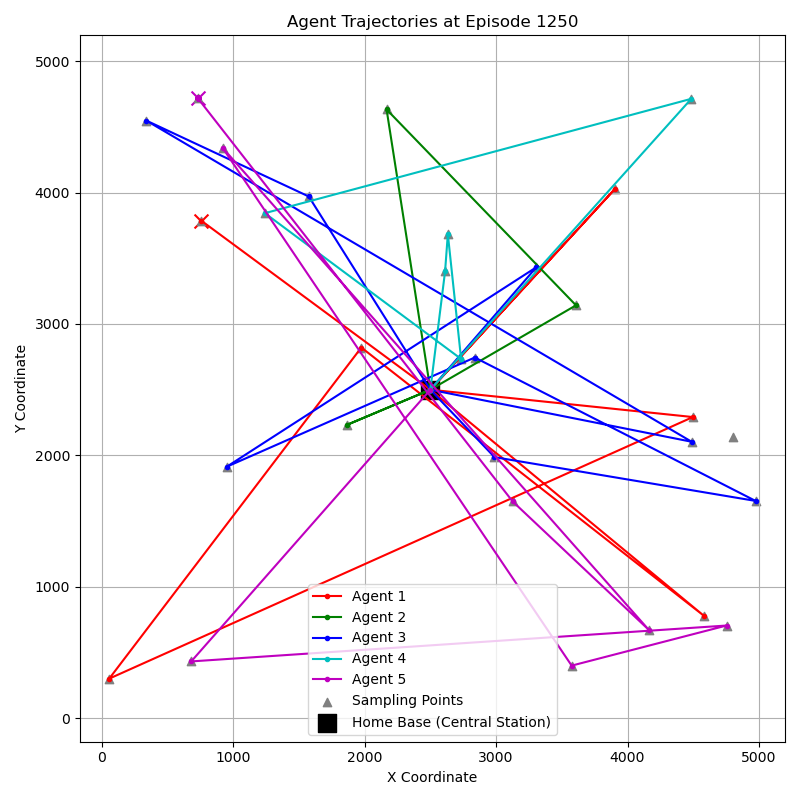 Agent Trajectories at Episode 1250
Y Coordinate
5000
4000
3000
2000
1000
0
Agent 1
Agent 2
Agent 3
Agent 4
Agent 5
Sampling Points
Home Base (Central Station)
0 1000 2000 3000 4000 5000
X Coordinate